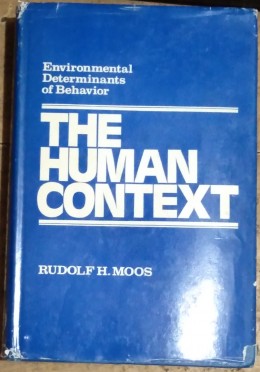 Environmental
Determinants
of Behavior
THE
HUMAN
CONTEXT
RUDOLF H. MOOS